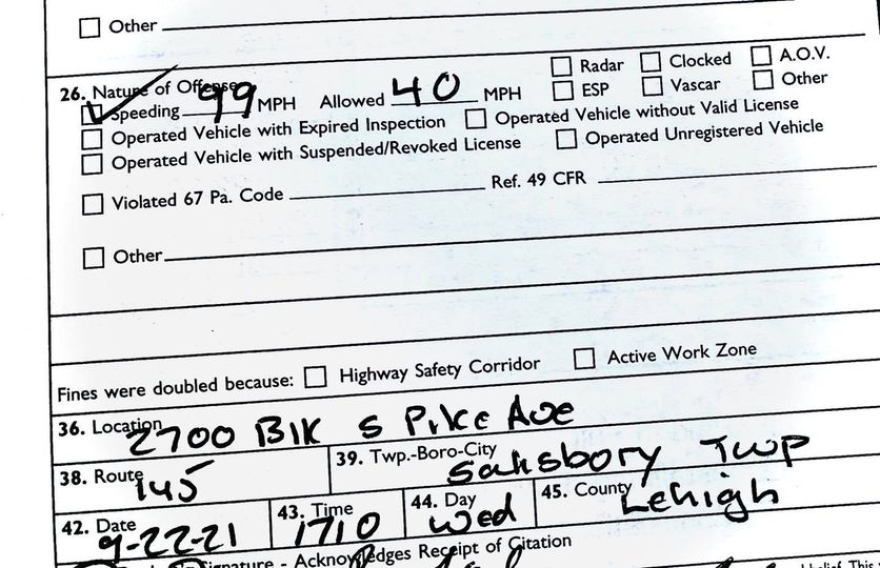 Other
26. Nature of Offense
Radar Clocked A.O.V.
Speeding 99 MPH Allowed 40 MPH ESP Vascar Other
Operated Vehicle with Expired Inspection Operated Vehicle without Valid License
Operated Vehicle with Suspended/Revoked License Operated Unregistered Vehicle
Violated 67 Pa. Code Ref. 49 CFR
Other
Fines were doubled because: Highway Safety Corridor Active Work Zone
36. Location 2700 Blk S Pike Ave
38. Route 145 39. Twp.-Boro-City Salisbory Twp
42. Date 9-22-21 43. Time 1710 44. Day Wed 45. County Lehigh
Signature - Acknowledges Receipt of Citation
This